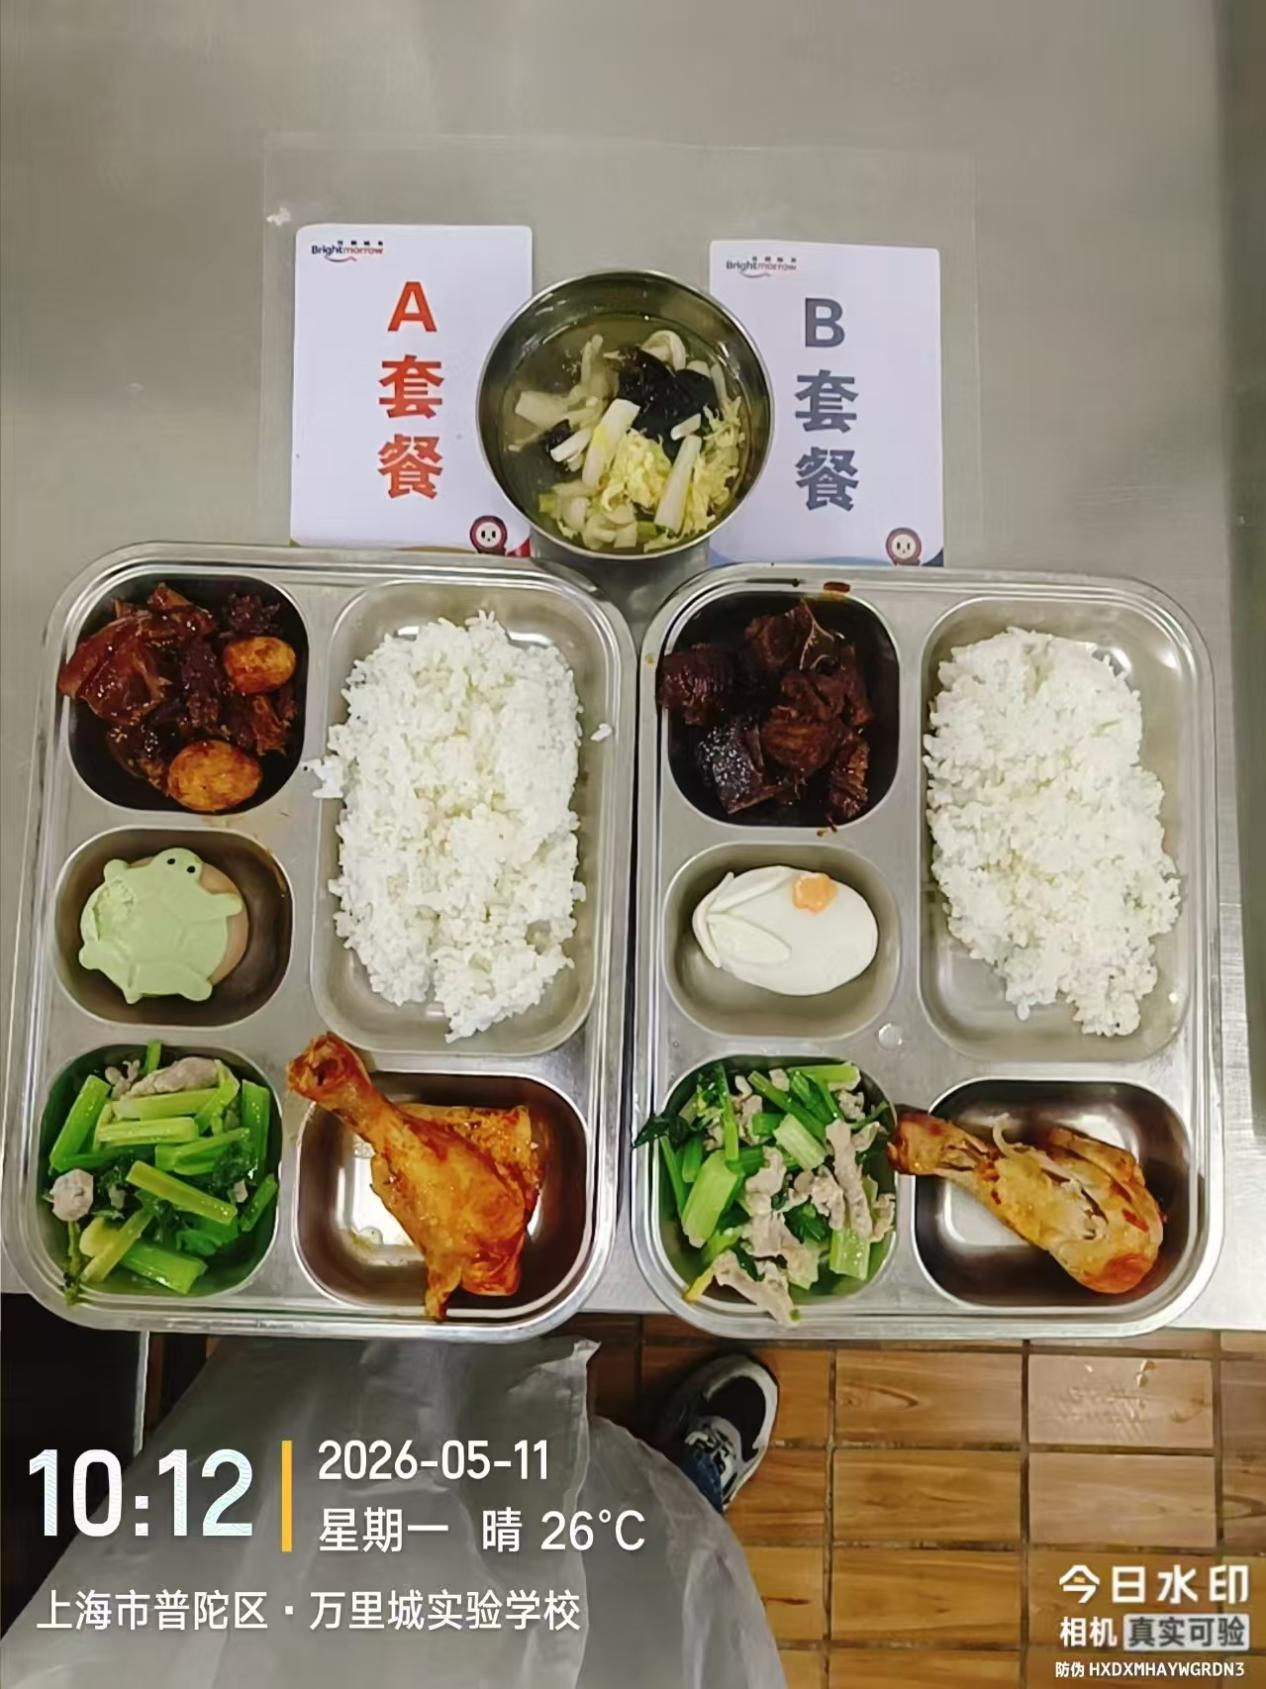 Brightmorrow
A
套
餐
Brightmorrow
B
套
餐
10:12
2026-05-11
星期一 晴 26°C
上海市普陀区·万里城实验学校
今日水印
相机 真实可验
防伪 HXDXMHAYWGRDN3